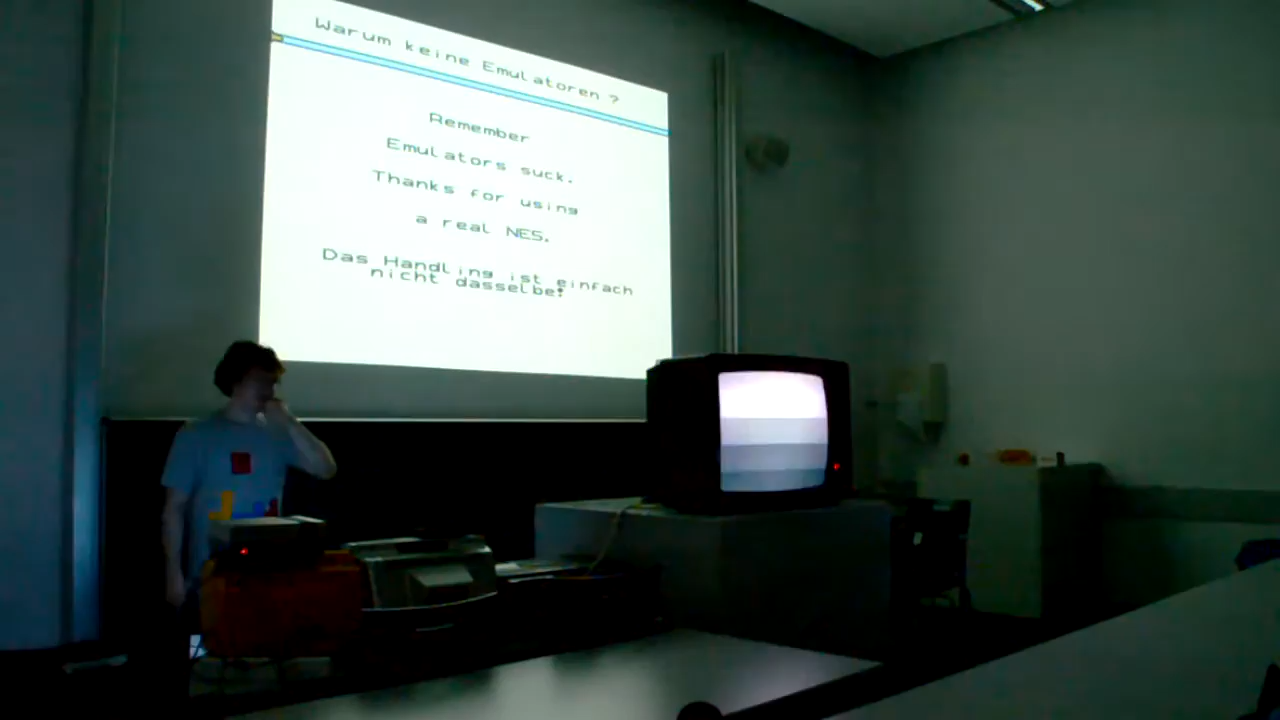 Warum keine Emulatoren ?
Remember
Emulators suck.
Thanks for using
a real NES.
Das Handling ist einfach
nicht dasselbe!